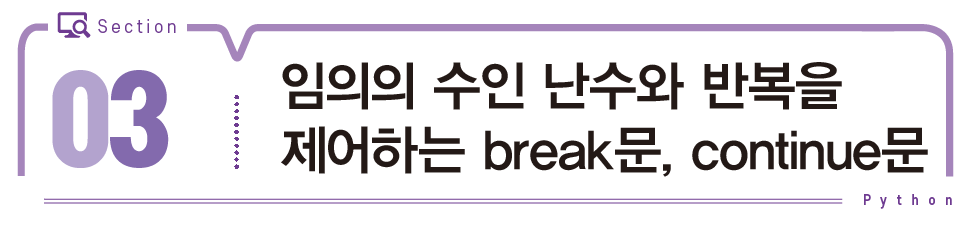 Section
03
임의의 수인 난수와 반복을
제어하는 break문, continue문
Python